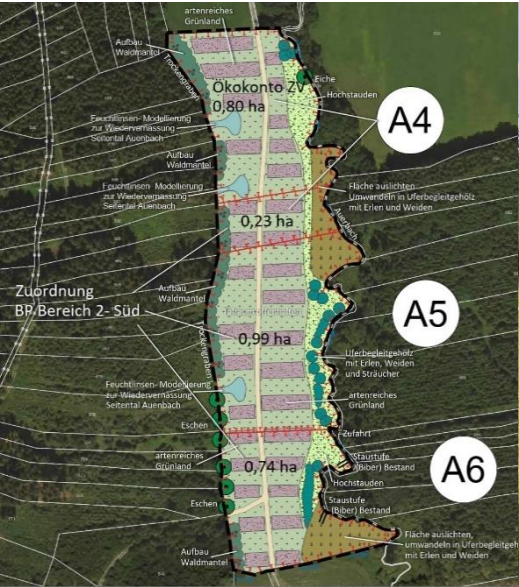 artenreiches
Grünland
Aufbau
Waldmantel
Trockengraben
Ökokonto ZV
0,80 ha
Eiche
Hochstauden
A4
Feuchtlinsen- Modellierung
zur Wiedervernässung
Seitental Auenbach
Aufbau
Waldmantel
Feuchtlinsen- Modellierung
zur Wiedervernässung
Seitental Auenbach
Fläche auslichten
Umwandeln in Uferbegleitgehölz
mit Erlen und Weiden
Auerbach
0,23 ha
Zuordnung
BP Bereich 2- Süd
Aufbau
Waldmantel
A5
0,99 ha
Trockengraben
Uferbegleitgehölz
mit Erlen, Weiden
und Sträucher
Feuchtlinsen- Modellierung
zur Wiedervernässung
Seitental Auenbach
artenreiches
Grünland
Eschen
Zufahrt
artenreiches
Grünland
0,74 ha
Staustufe
(Biber) Bestand
A6
Hochstauden
Staustufe
(Biber) Bestand
Eschen
Fläche auslichten,
umwandeln in Uferbegleitgeh
mit Erlen und Weiden
Aufbau
Waldmantel